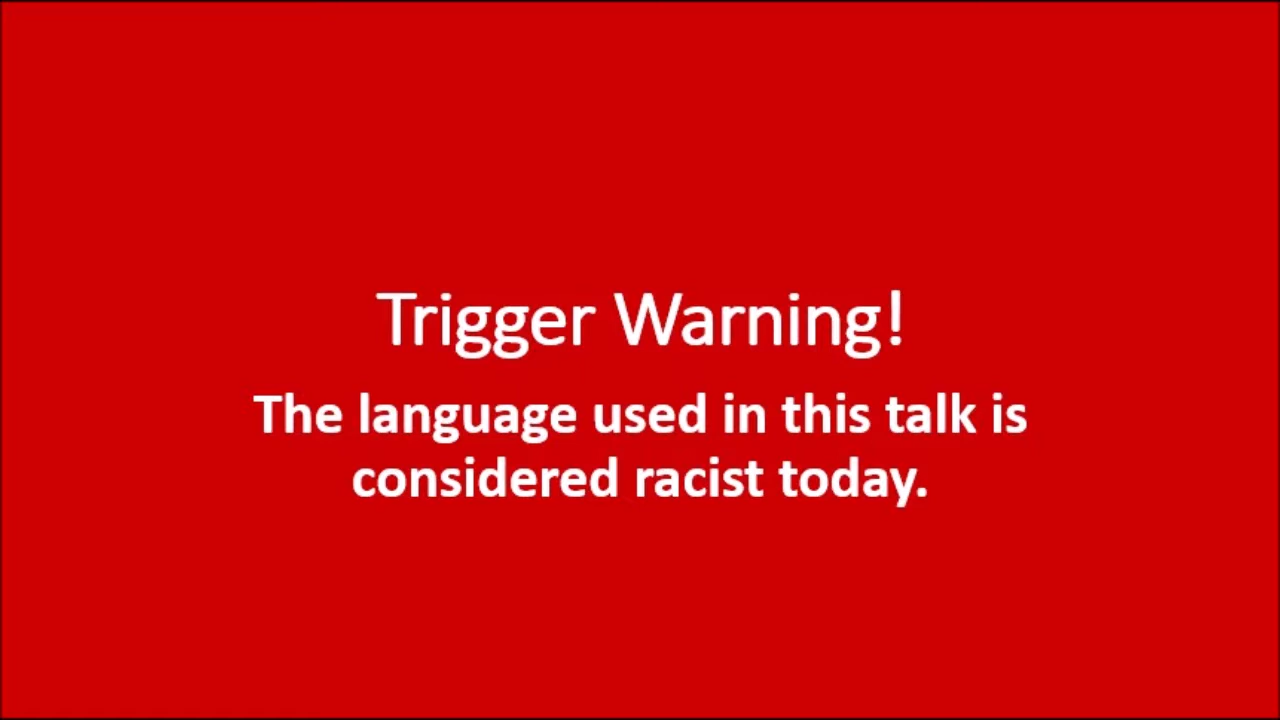 Trigger Warning!
The language used in this talk is
considered racist today.